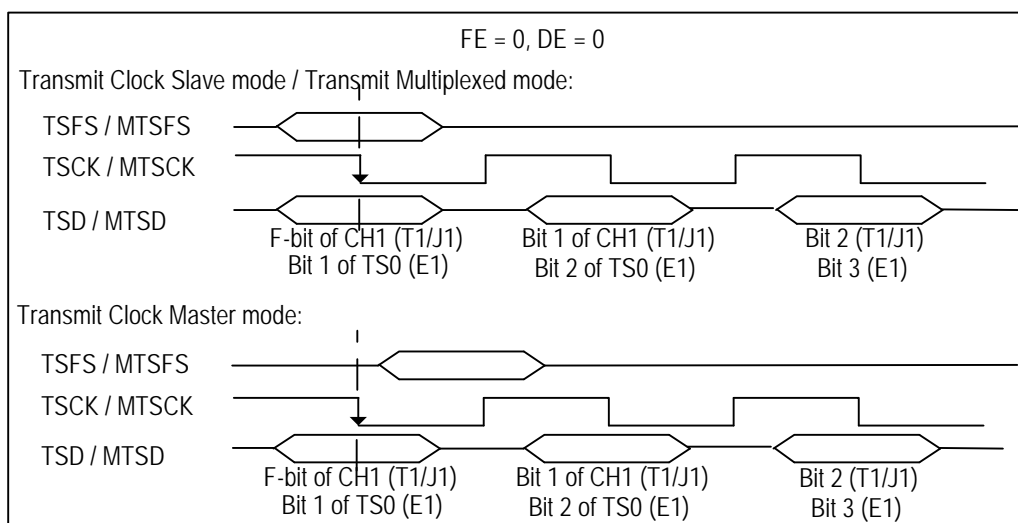 FE = 0, DE = 0
Transmit Clock Slave mode / Transmit Multiplexed mode:
TSFS / MTSFS
TSCK / MTSCK
TSD / MTSD
F-bit of CH1 (T1/J1) Bit 1 of CH1 (T1/J1) Bit 2 (T1/J1)
Bit 1 of TS0 (E1) Bit 2 of TS0 (E1) Bit 3 (E1)
Transmit Clock Master mode:
TSFS / MTSFS
TSCK / MTSCK
TSD / MTSD
F-bit of CH1 (T1/J1) Bit 1 of CH1 (T1/J1) Bit 2 (T1/J1)
Bit 1 of TS0 (E1) Bit 2 of TS0 (E1) Bit 3 (E1)